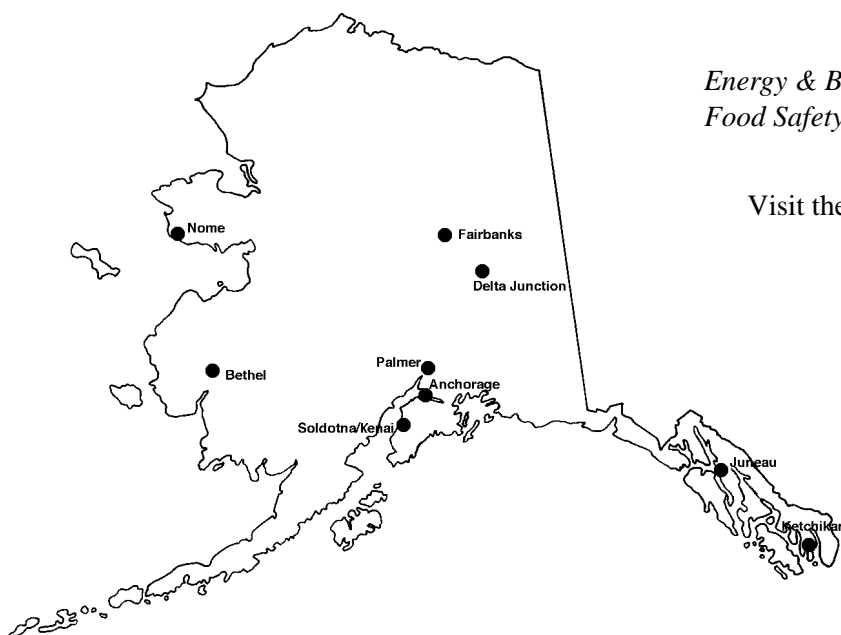 Energy & B
Food Safety
Visit the
Nome
Fairbanks
Delta Junction
Palmer
Bethel
Anchorage
Soldotna/Kenai
Juneau
Ketchikan